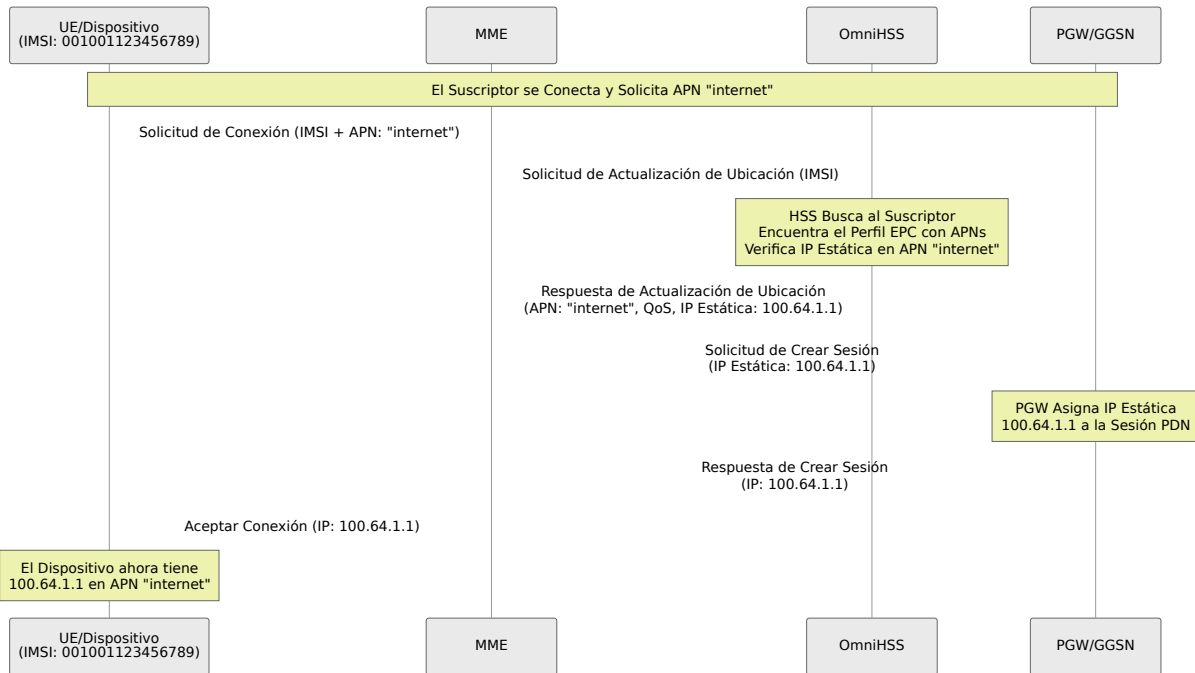 UE/Dispositivo
(IMSI: 001001123456789)
MME
OmniHSS
PGW/GGSN
El Suscriptor se Conecta y Solicita APN "internet"
Solicitud de Conexión (IMSI + APN: "internet")
Solicitud de Actualización de Ubicación (IMSI)
HSS Busca al Suscriptor
Encuentra el Perfil EPC con APNs
Verifica IP Estática en APN "internet"
Respuesta de Actualización de Ubicación
(APN: "internet", QoS, IP Estática: 100.64.1.1)
Solicitud de Crear Sesión
(IP Estática: 100.64.1.1)
PGW Asigna IP Estática
100.64.1.1 a la Sesión PDN
Respuesta de Crear Sesión
(IP: 100.64.1.1)
Aceptar Conexión (IP: 100.64.1.1)
El Dispositivo ahora tiene
100.64.1.1 en APN "internet"
UE/Dispositivo
(IMSI: 001001123456789)
MME
OmniHSS
PGW/GGSN